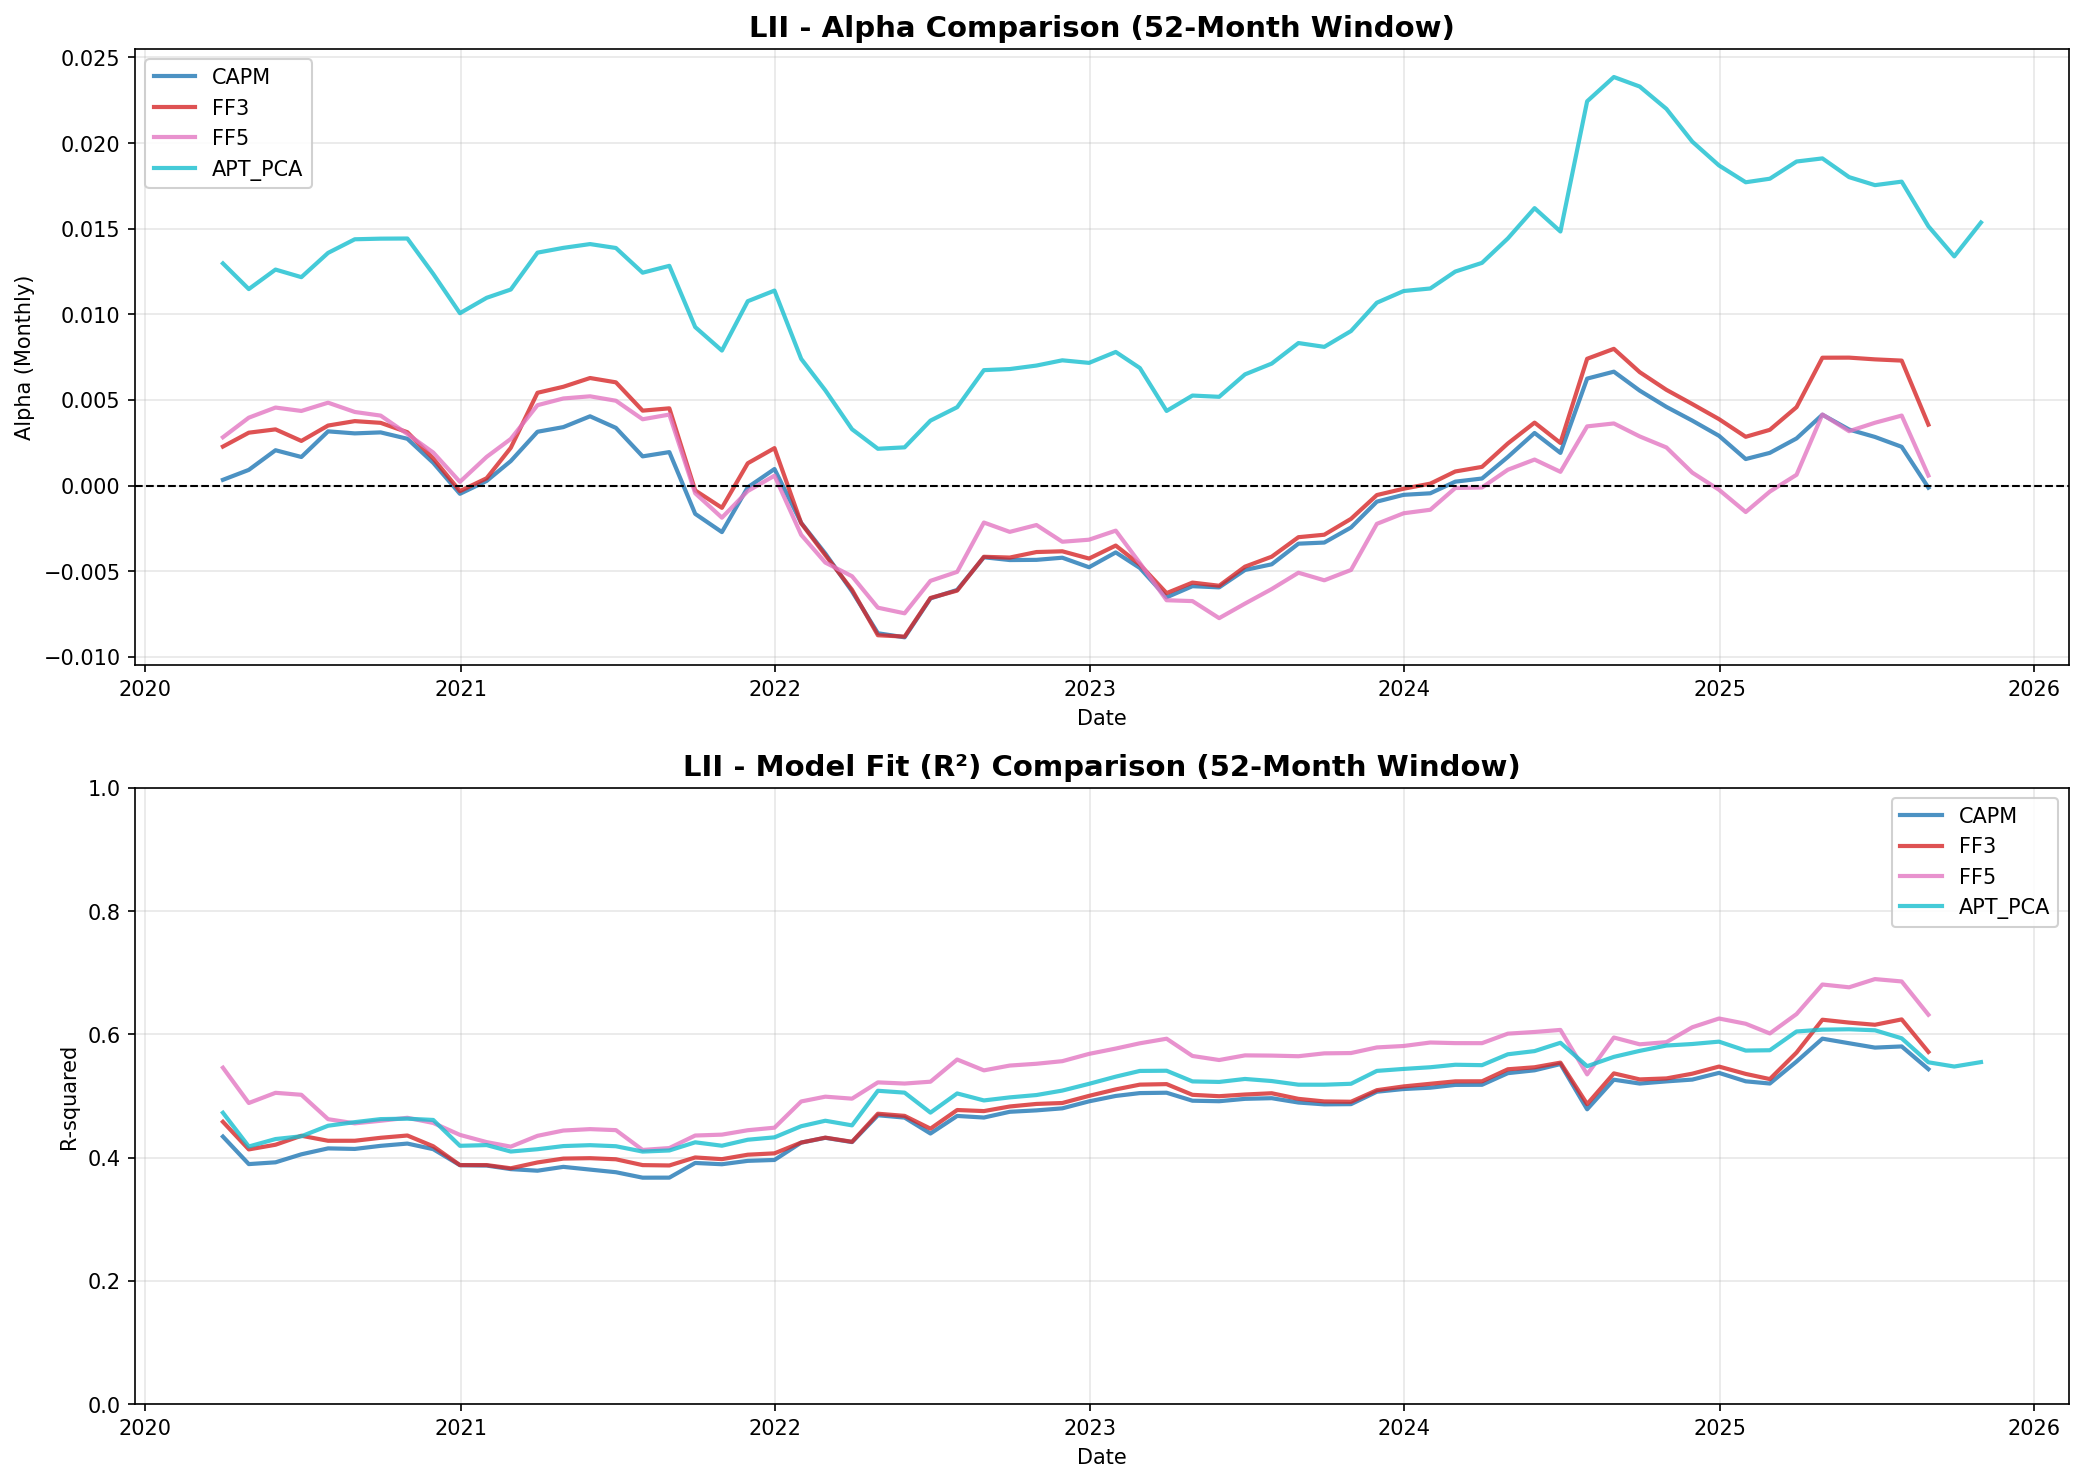 LII - Alpha Comparison (52-Month Window)
Alpha (Monthly)
0.025
0.020
0.015
0.010
0.005
0.000
−0.005
−0.010
CAPM
FF3
FF5
APT_PCA
2020 2021 2022 2023 2024 2025 2026
Date
LII - Model Fit (R²) Comparison (52-Month Window)
R-squared
1.0
0.8
0.6
0.4
0.2
0.0
CAPM
FF3
FF5
APT_PCA
2020 2021 2022 2023 2024 2025 2026
Date